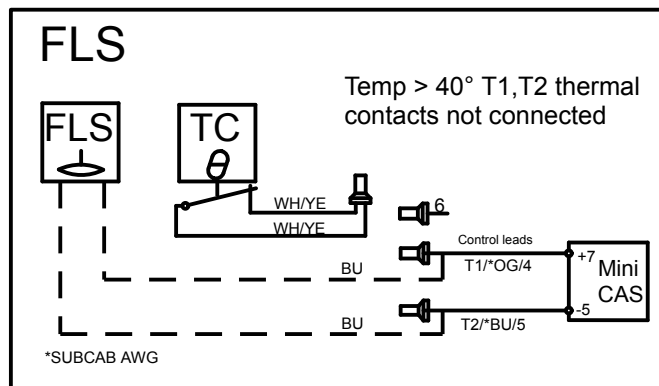 FLS
Temp > 40° T1,T2 thermal
contacts not connected
FLS
TC
WH/YE
WH/YE
6
Control leads
BU
T1/*OG/4
+7
Mini
CAS
BU
T2/*BU/5
-5
*SUBCAB AWG